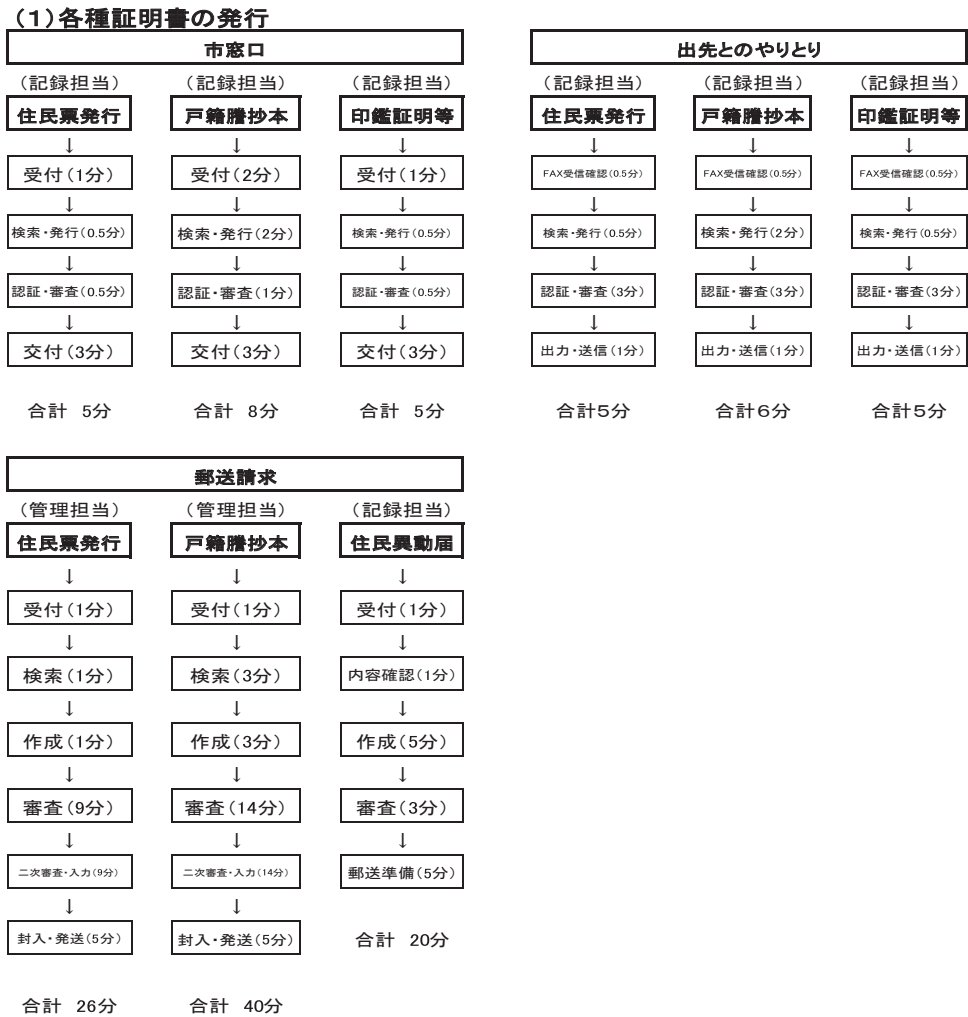 （１）各種証明書の発行
市窓口
（記録担当）（記録担当）（記録担当）
住民票発行 戸籍謄抄本 印鑑証明等
↓ ↓ ↓
受付（1分） 受付（2分） 受付（1分）
↓ ↓ ↓
検索・発行（0.5分） 検索・発行（2分） 検索・発行（0.5分）
↓ ↓ ↓
認証・審査（0.5分） 認証・審査（1分） 認証・審査（0.5分）
↓ ↓ ↓
交付（3分） 交付（3分） 交付（3分）
合計 5分 合計 8分 合計 5分
出先とのやりとり
（記録担当）（記録担当）（記録担当）
住民票発行 戸籍謄抄本 印鑑証明等
↓ ↓ ↓
FAX受信確認（0.5分） FAX受信確認（0.5分） FAX受信確認（0.5分）
↓ ↓ ↓
検索・発行（0.5分） 検索・発行（2分） 検索・発行（0.5分）
↓ ↓ ↓
認証・審査（3分） 認証・審査（3分） 認証・審査（3分）
↓ ↓ ↓
出力・送信（1分） 出力・送信（1分） 出力・送信（1分）
合計５分 合計６分 合計５分
郵送請求
（管理担当）（管理担当）（記録担当）
住民票発行 戸籍謄抄本 住民異動届
↓ ↓ ↓
受付（1分） 受付（1分） 受付（1分）
↓ ↓ ↓
検索（1分） 検索（3分） 内容確認（1分）
↓ ↓ ↓
作成（1分） 作成（3分） 作成（5分）
↓ ↓ ↓
審査（9分） 審査（14分） 審査（3分）
↓ ↓ ↓
二次審査・入力（9分） 二次審査・入力（14分） 郵送準備（5分）
↓ ↓
封入・発送（5分） 封入・発送（5分） 合計 20分
合計 26分 合計 40分